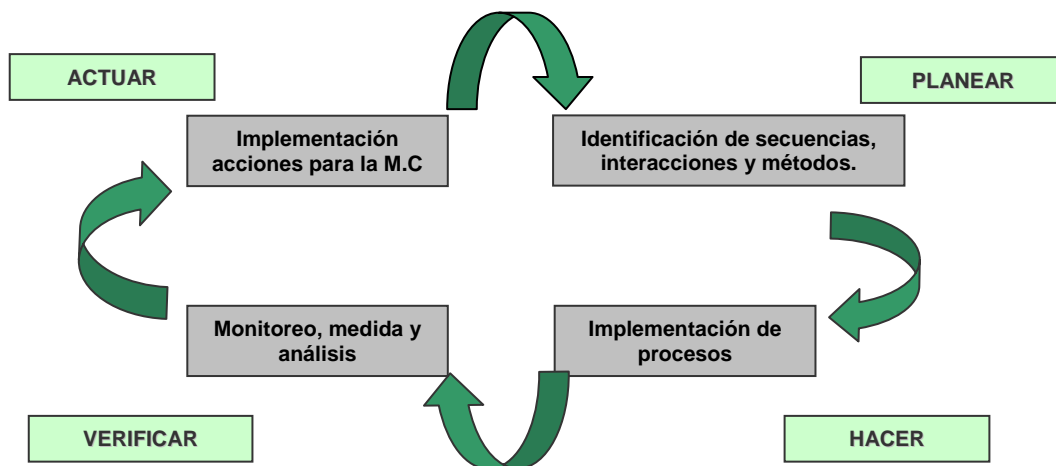 ACTUAR
PLANEAR
Implementación
acciones para la M.C
Identificación de secuencias,
interacciones y métodos.
Monitoreo, medida y
análisis
Implementación de
procesos
VERIFICAR
HACER